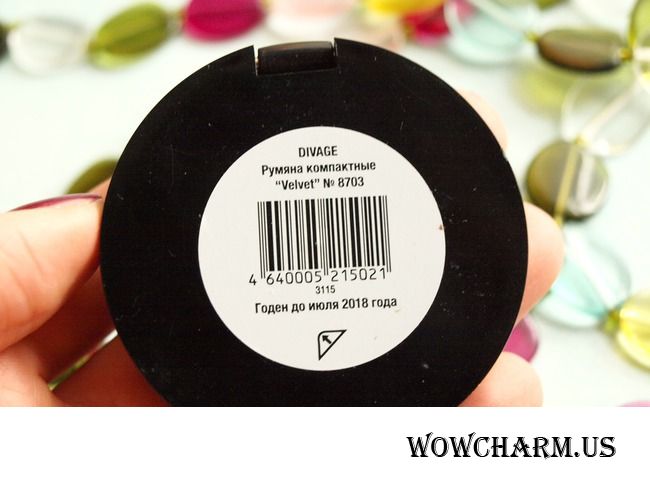 DIVAGE
Румяна компактные
“Velvet” № 8703
4 640005 215021
3115
Годен до июля 2018 года
WOWCHARM.US